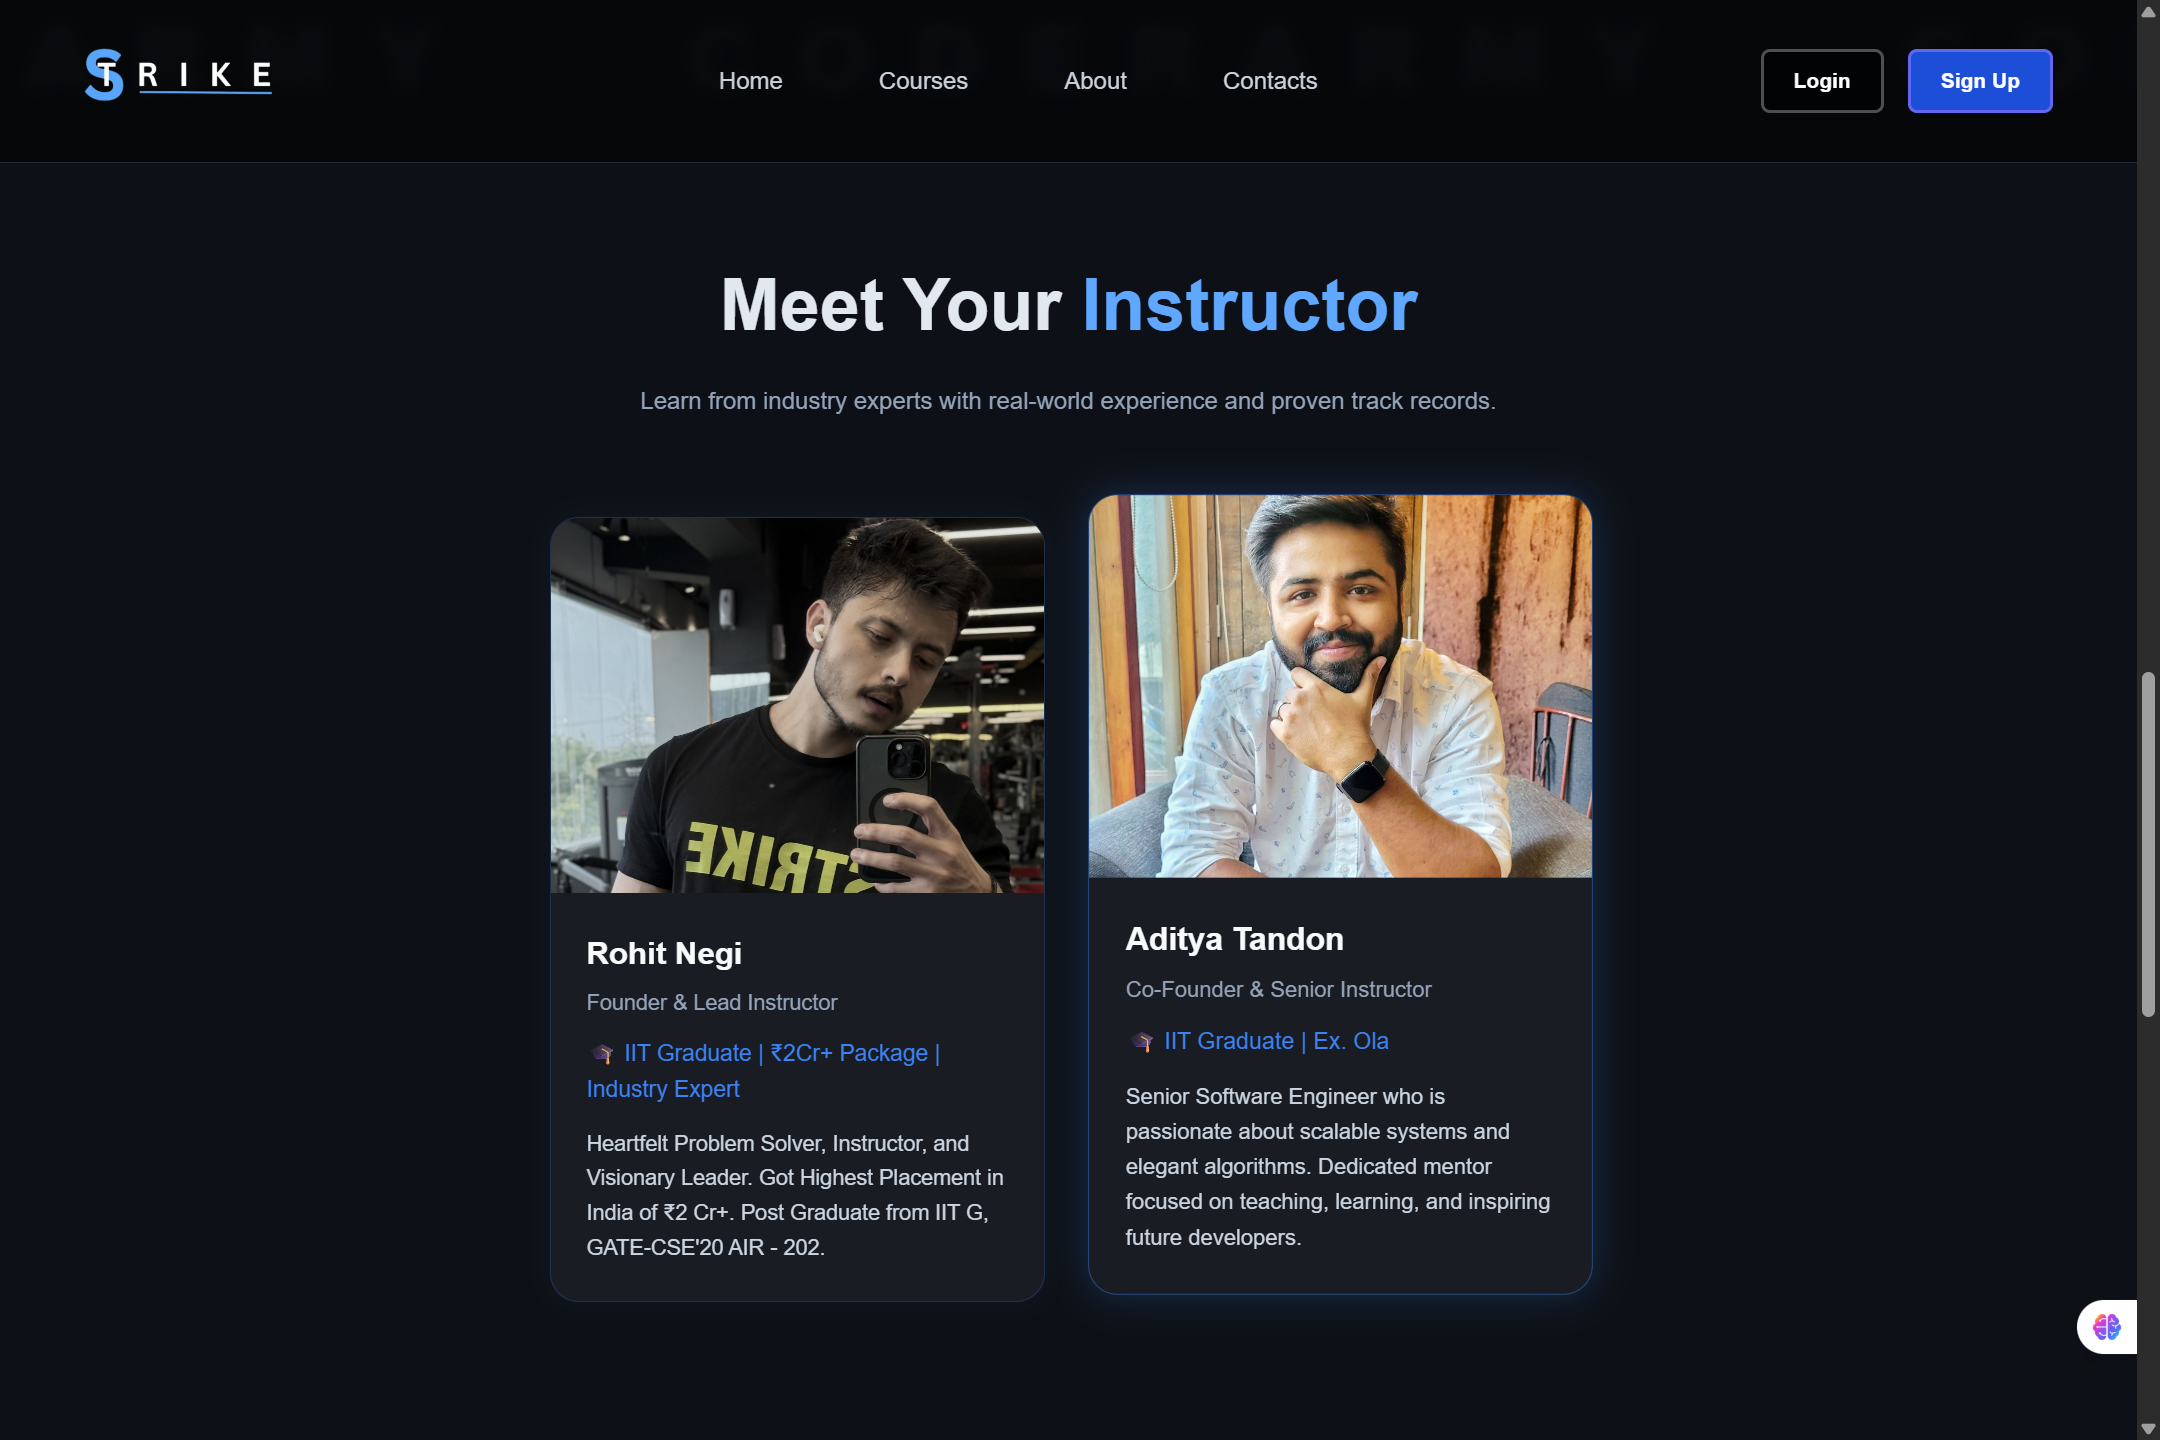 STRIKE
Home
Courses
About
Contacts
Login
Sign Up
Meet Your Instructor
Learn from industry experts with real-world experience and proven track records.
STRIKE
Rohit Negi
Founder & Lead Instructor
🎓 IIT Graduate | ₹2Cr+ Package |
Industry Expert
Heartfelt Problem Solver, Instructor, and
Visionary Leader. Got Highest Placement in
India of ₹2 Cr+. Post Graduate from IIT G,
GATE-CSE'20 AIR - 202.
Aditya Tandon
Co-Founder & Senior Instructor
🎓 IIT Graduate | Ex. Ola
Senior Software Engineer who is
passionate about scalable systems and
elegant algorithms. Dedicated mentor
focused on teaching, learning, and inspiring
future developers.